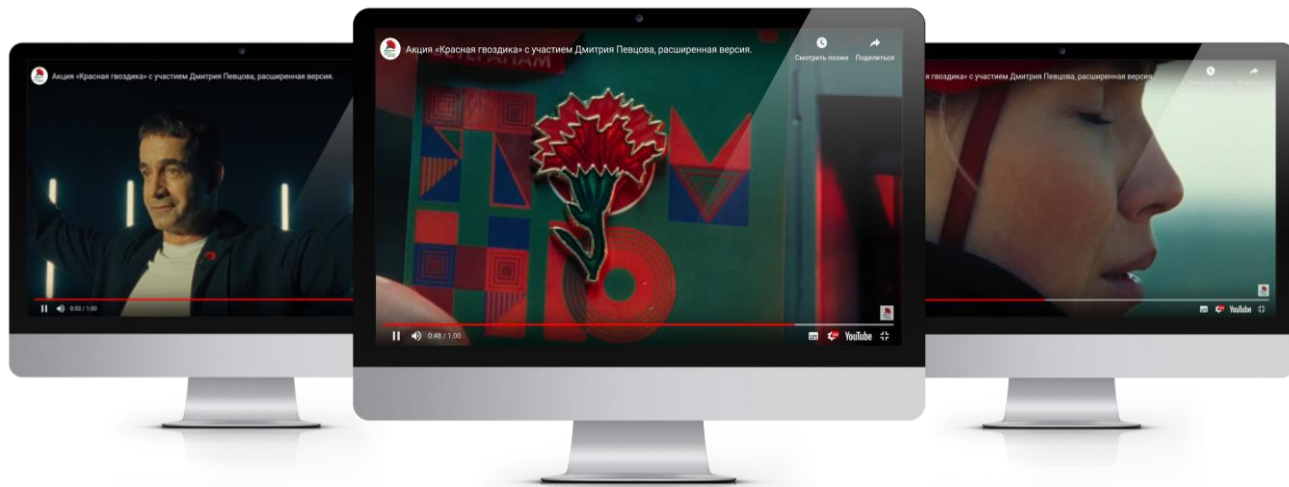 Акция «Красная гвоздика» с участием Дмитрия Певцова, расширенная версия.
0:53 / 1:00
Акция «Красная гвоздика» с участием Дмитрия Певцова, расширенная версия.
Смотреть позже Поделиться
0:48 / 1:00
YouTube
гвоздика» с участием Дмитрия Певцова, расширенная версия.
YouTube